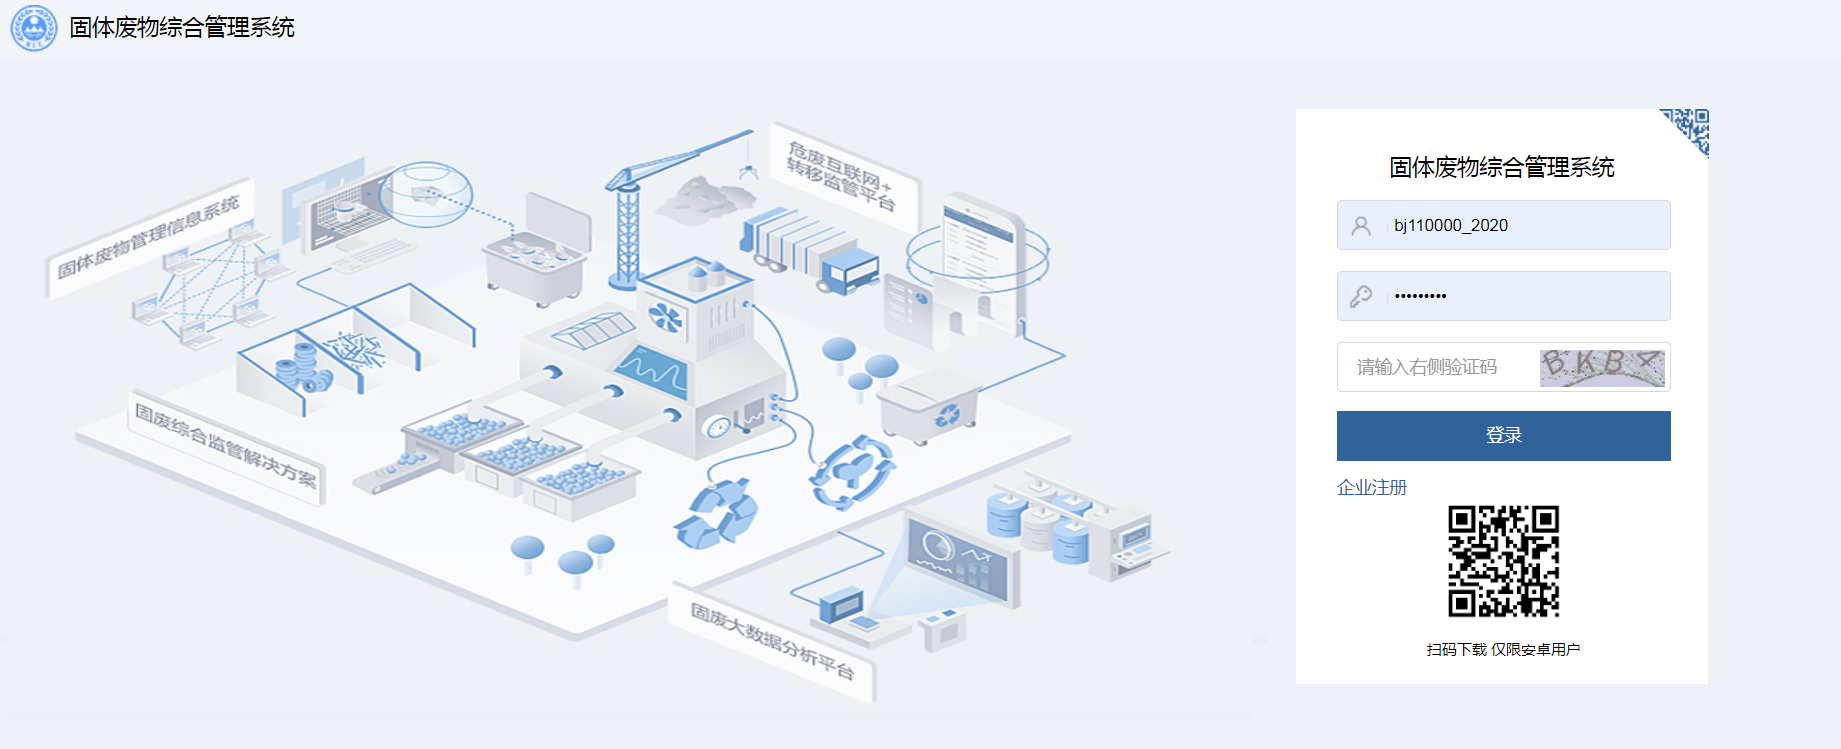 固体废物综合管理系统
固体废物管理信息系统
危废互联网+
转移监管平台
固废综合监管解决方案
固废大数据分析平台
固体废物综合管理系统
bj110000_2020
•••••••••
请输入右侧验证码
BKB4
登录
企业注册
扫码下载 仅限安卓用户